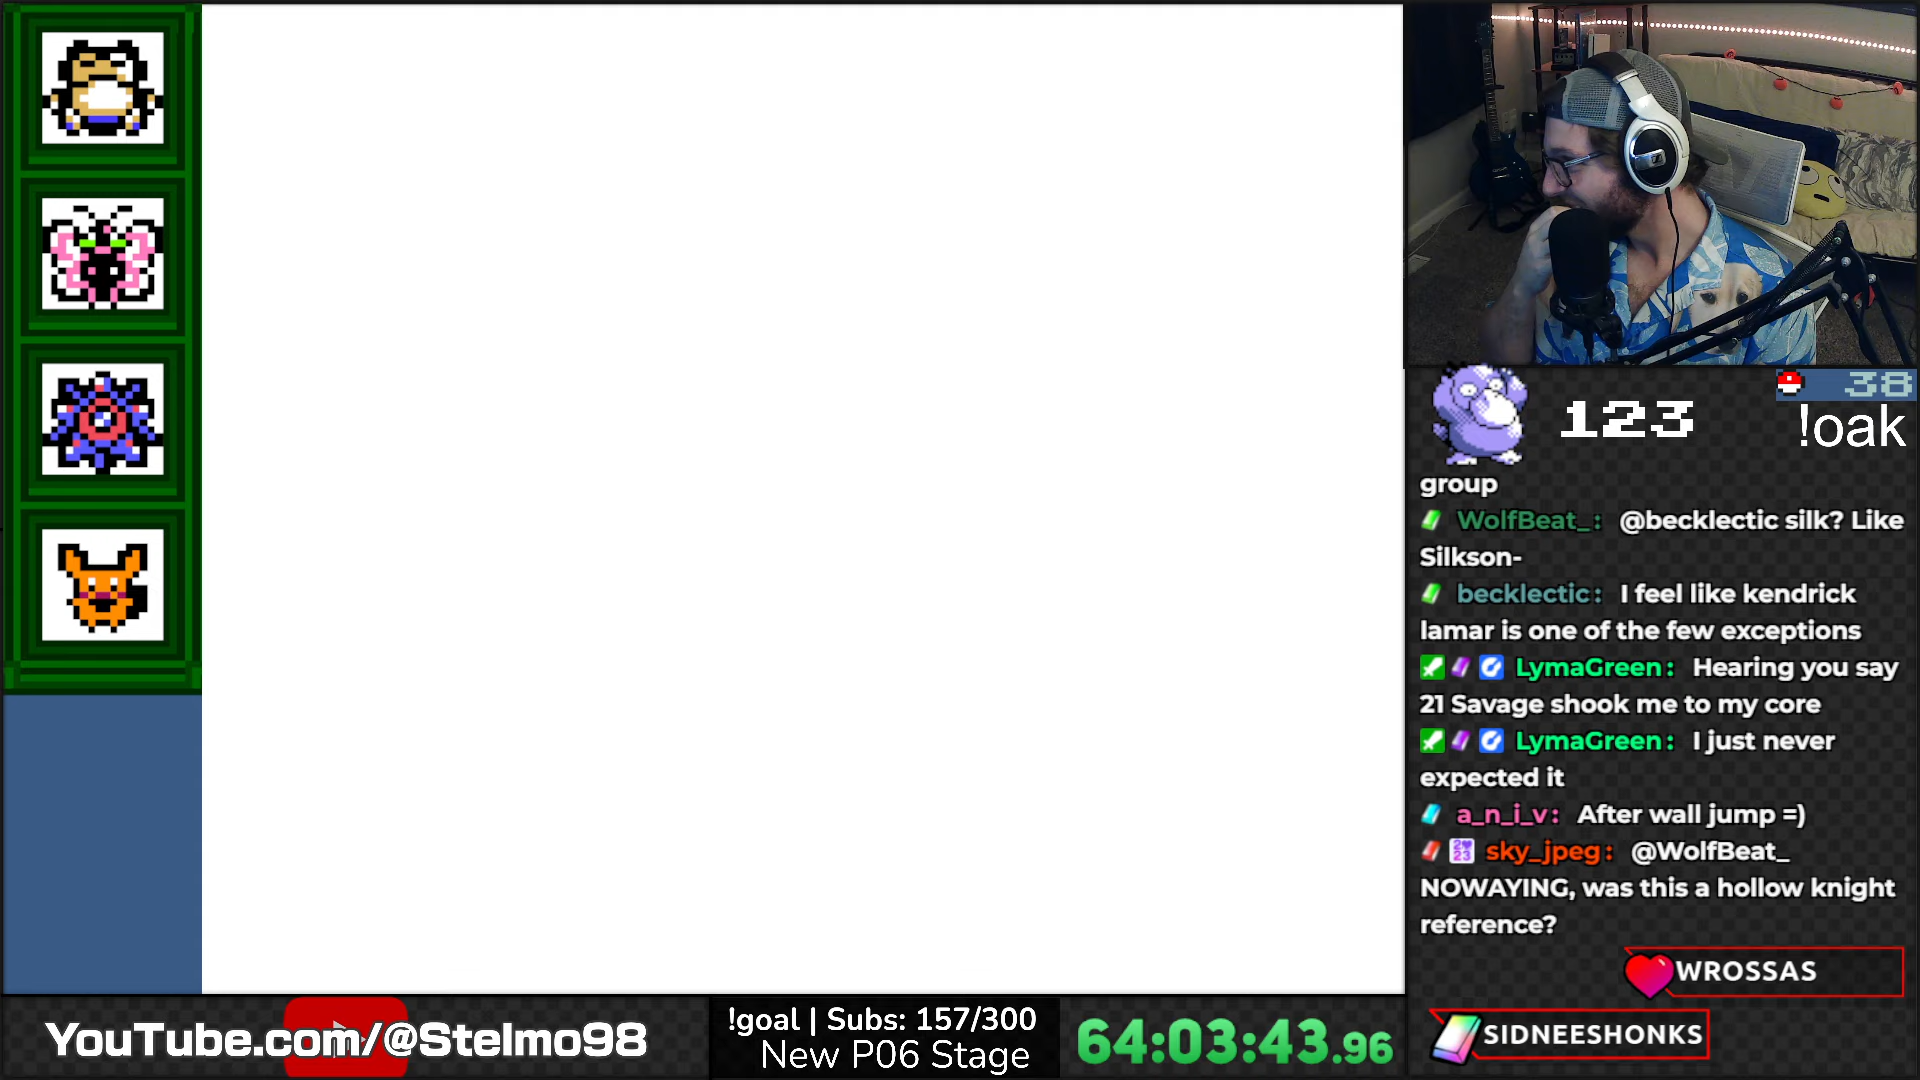 123
38
!oak
group
WolfBeat_: @becklectic silk? Like
Silkson-
becklectic: I feel like kendrick
lamar is one of the few exceptions
LymaGreen: Hearing you say
21 Savage shook me to my core
LymaGreen: I just never
expected it
a_n_i_v: After wall jump =)
sky_jpeg: @WolfBeat_
NOWAYING, was this a hollow knight
reference?
WROSSAS
SIDNEESHONKS
YouTube.com/@Stelmo98
!goal | Subs: 157/300
New P06 Stage
64:03:43.96